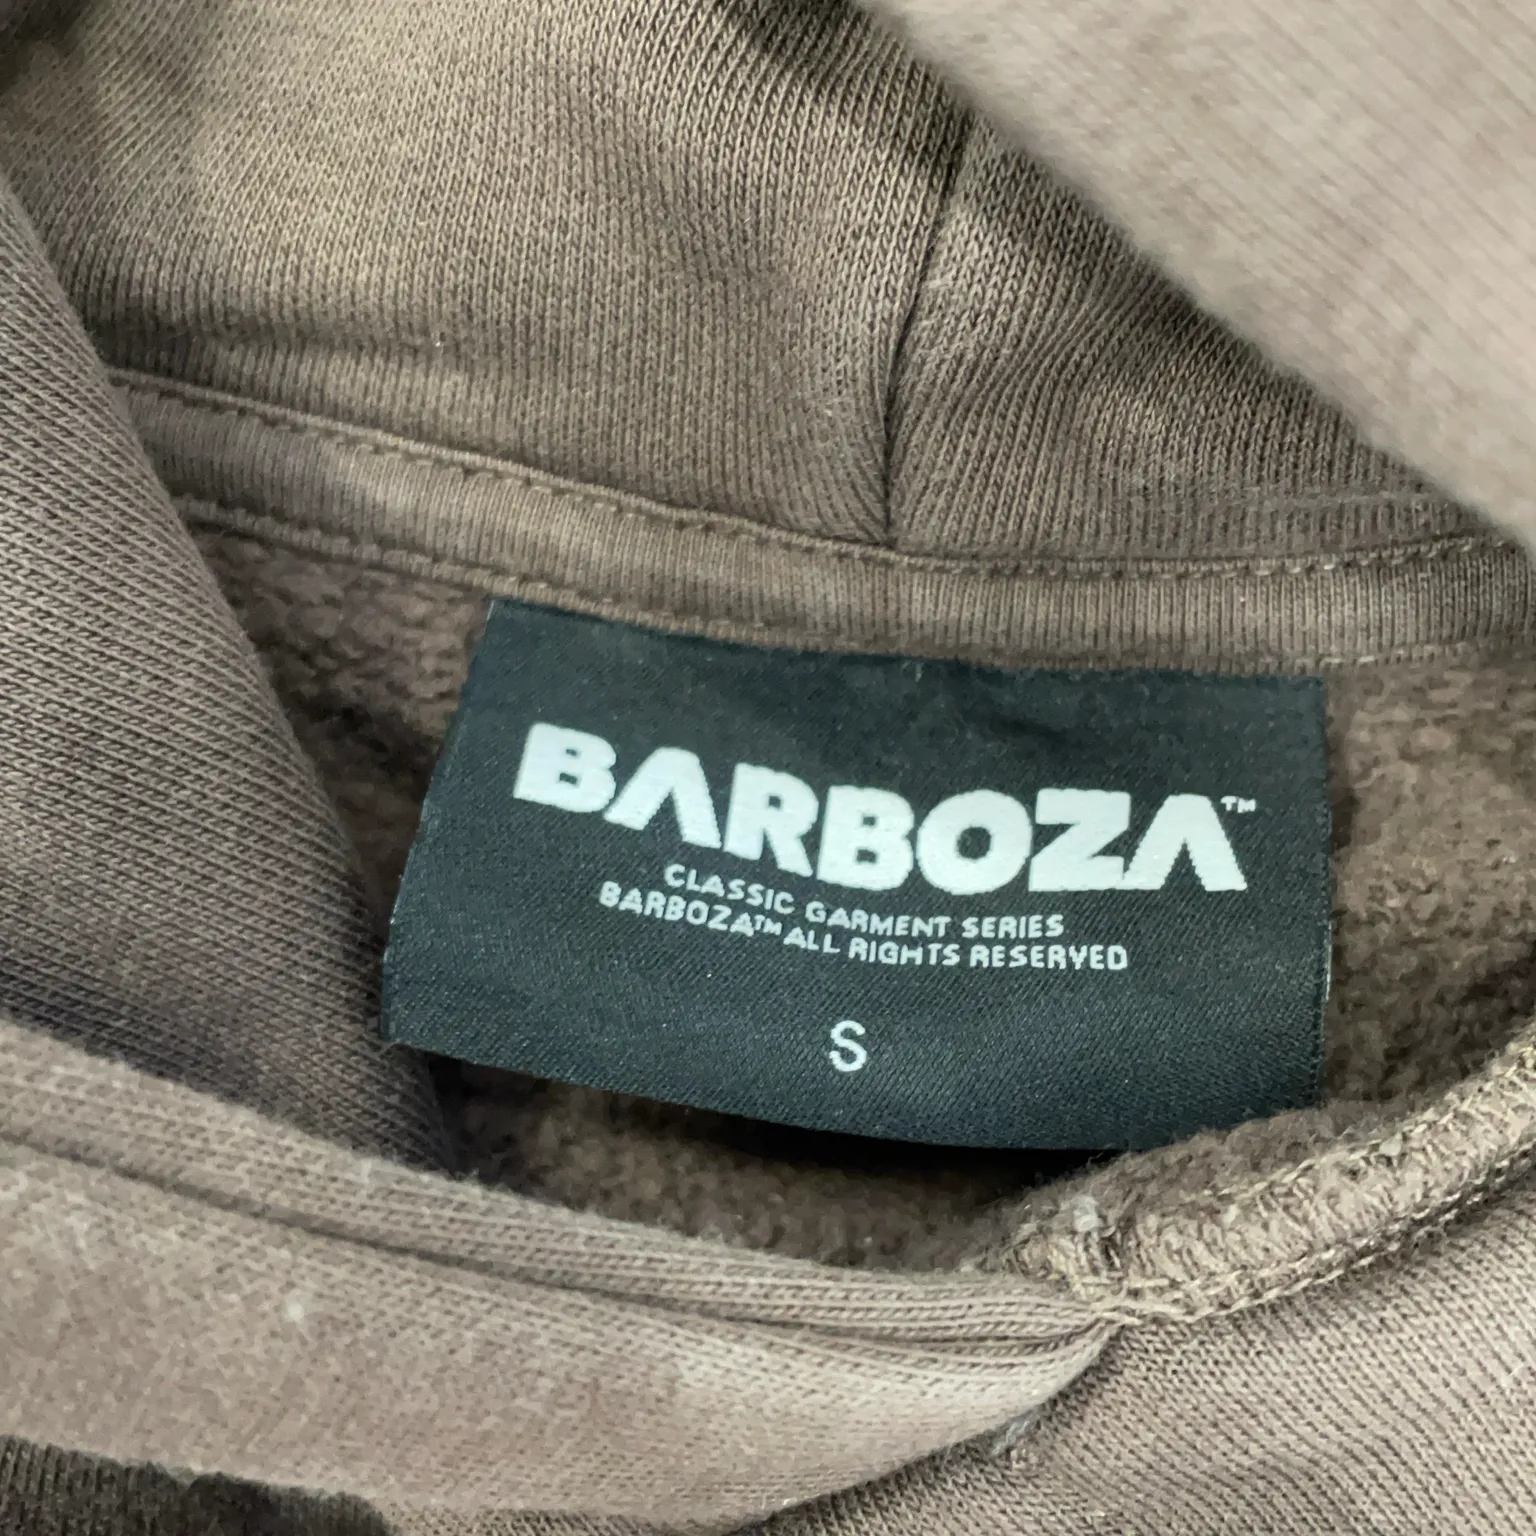 BARBOZA™
CLASSIC GARMENT SERIES
BARBOZA™ ALL RIGHTS RESERVED
S